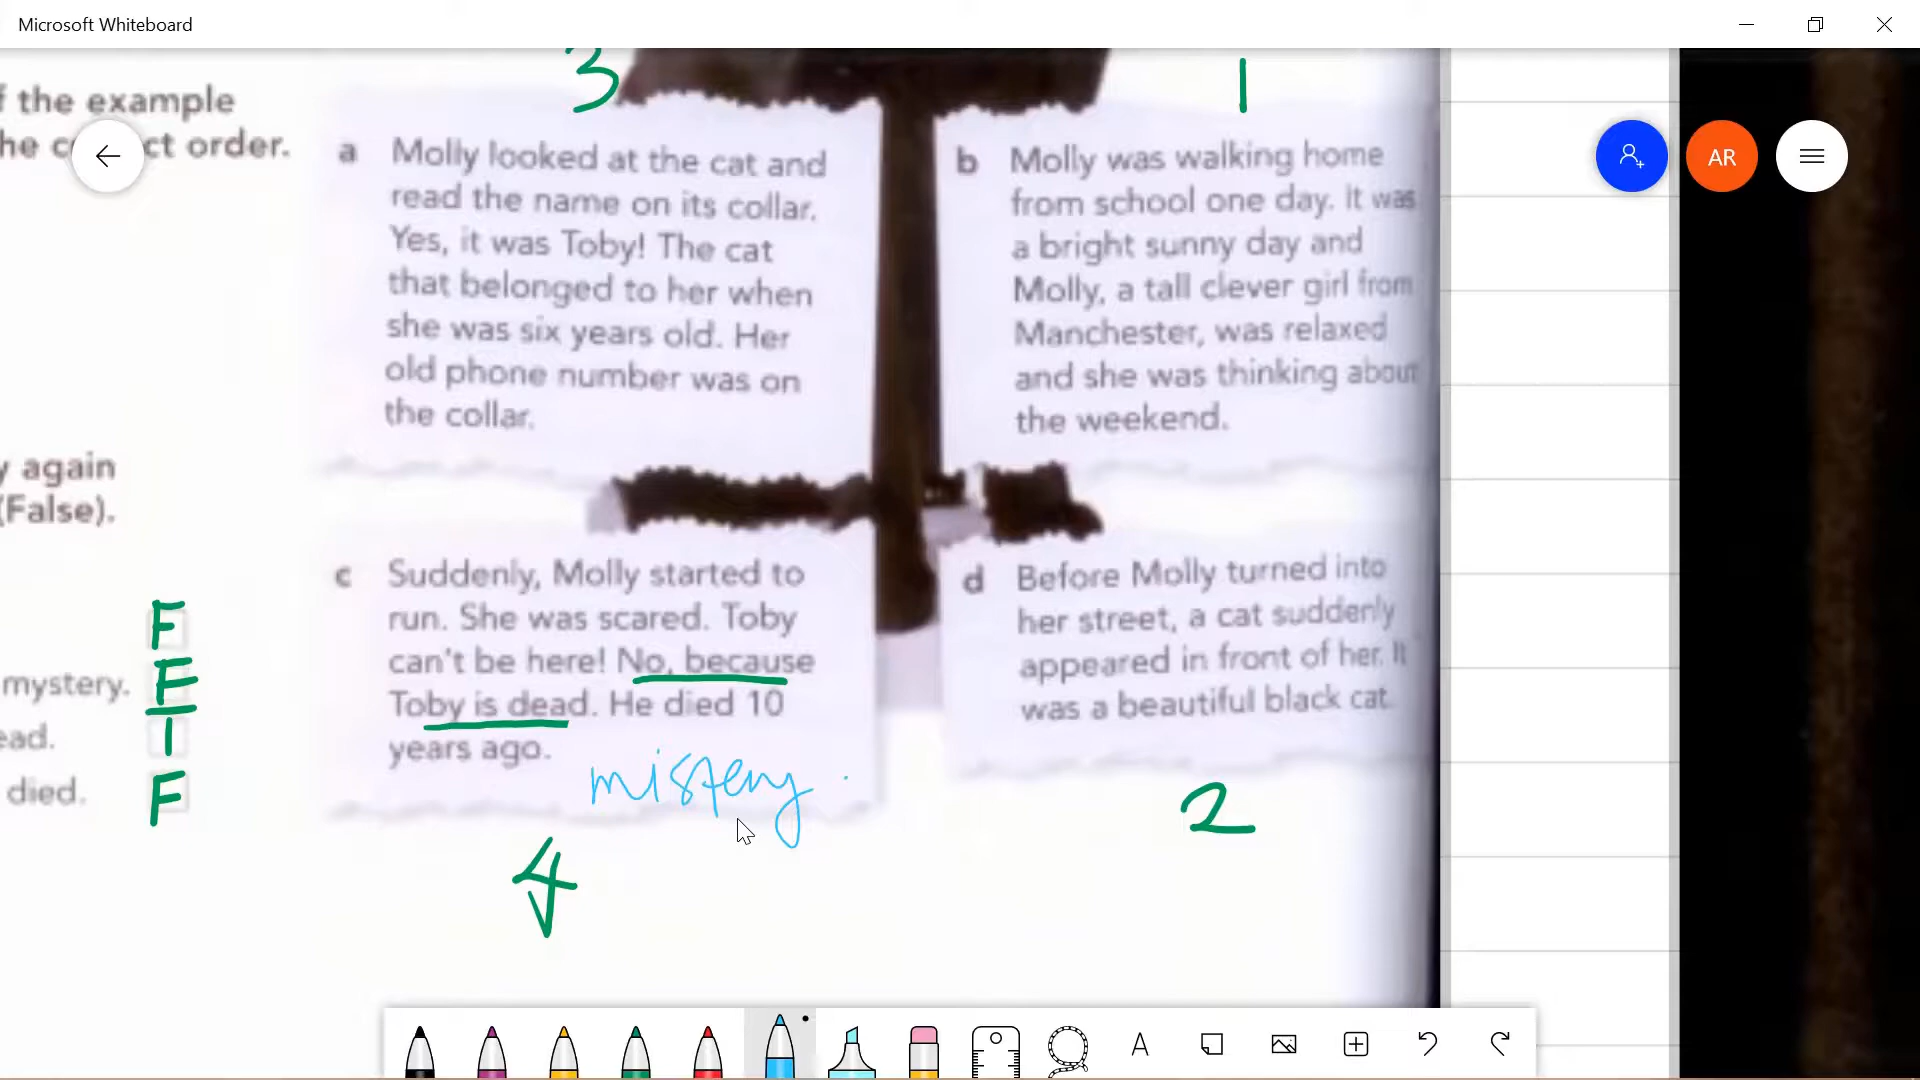 Microsoft Whiteboard
f the example
he c ct order.
y again
(False).
F
mystery. F
ead. I
died. F
3
a Molly looked at the cat and
read the name on its collar.
Yes, it was Toby! The cat
that belonged to her when
she was six years old. Her
old phone number was on
the collar.
1
b Molly was walking home
from school one day. It was
a bright sunny day and
Molly, a tall clever girl from
Manchester, was relaxed
and she was thinking about
the weekend.
c Suddenly, Molly started to
run. She was scared. Toby
can't be here! No, because
Toby is dead. He died 10
years ago.
mistery
4
d Before Molly turned into
her street, a cat suddenly
appeared in front of her. It
was a beautiful black cat.
2
AR
A